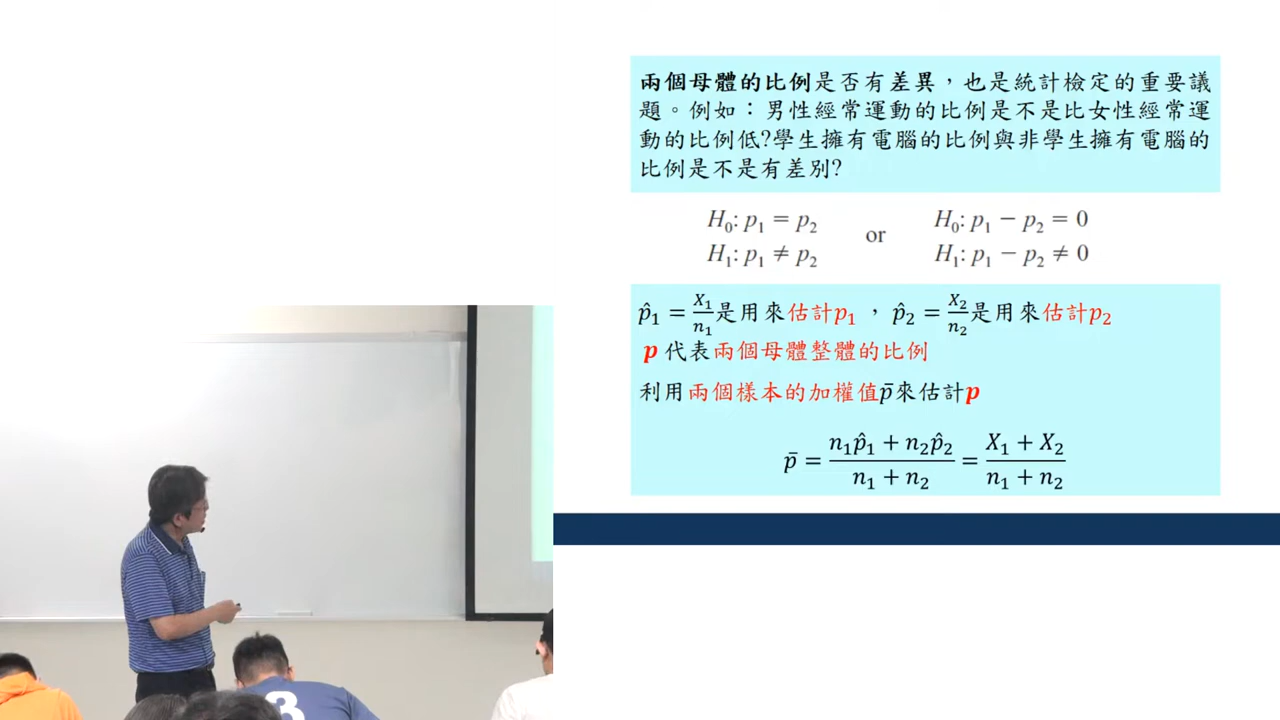 兩個母體的比例是否有差異，也是統計檢定的重要議
題。例如：男性經常運動的比例是不是比女性經常運
動的比例低?學生擁有電腦的比例與非學生擁有電腦的
比例是不是有差別?
H₀: p₁ = p₂ or H₀: p₁ − p₂ = 0
H₁: p₁ ≠ p₂ H₁: p₁ − p₂ ≠ 0
p̂₁ = X₁/n₁是用來估計p₁ ，p̂₂ = X₂/n₂是用來估計p₂
p 代表兩個母體整體的比例
利用兩個樣本的加權值p̄來估計p
p̄ = (n₁p̂₁ + n₂p̂₂)/(n₁ + n₂) = (X₁ + X₂)/(n₁ + n₂)
3